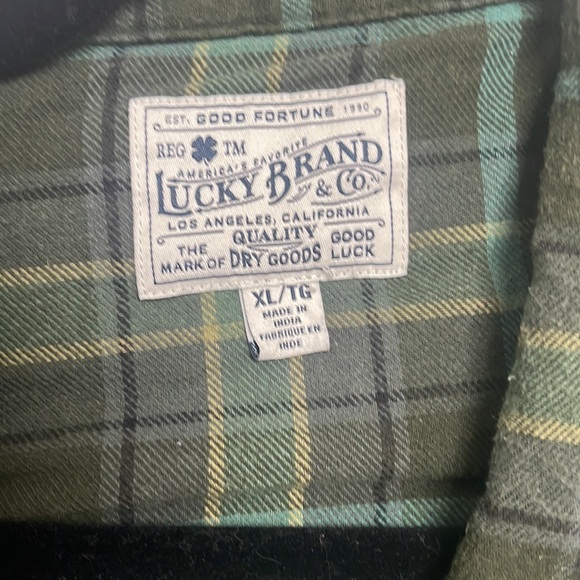 EST. GOOD FORTUNE 1990
REG TM
AMERICA'S FAVORITE
LUCKY BRAND
& CO.
LOS ANGELES, CALIFORNIA
QUALITY
THE MARK OF DRY GOODS GOOD LUCK
XL/TG
MADE IN
INDIA
FABRIQUE EN
INDE